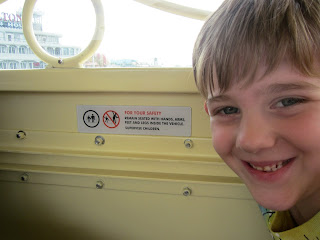 FOR YOUR SAFETY
REMAIN SEATED WITH HANDS, ARMS,
FEET AND LEGS INSIDE THE VEHICLE.
SUPERVISE CHILDREN.